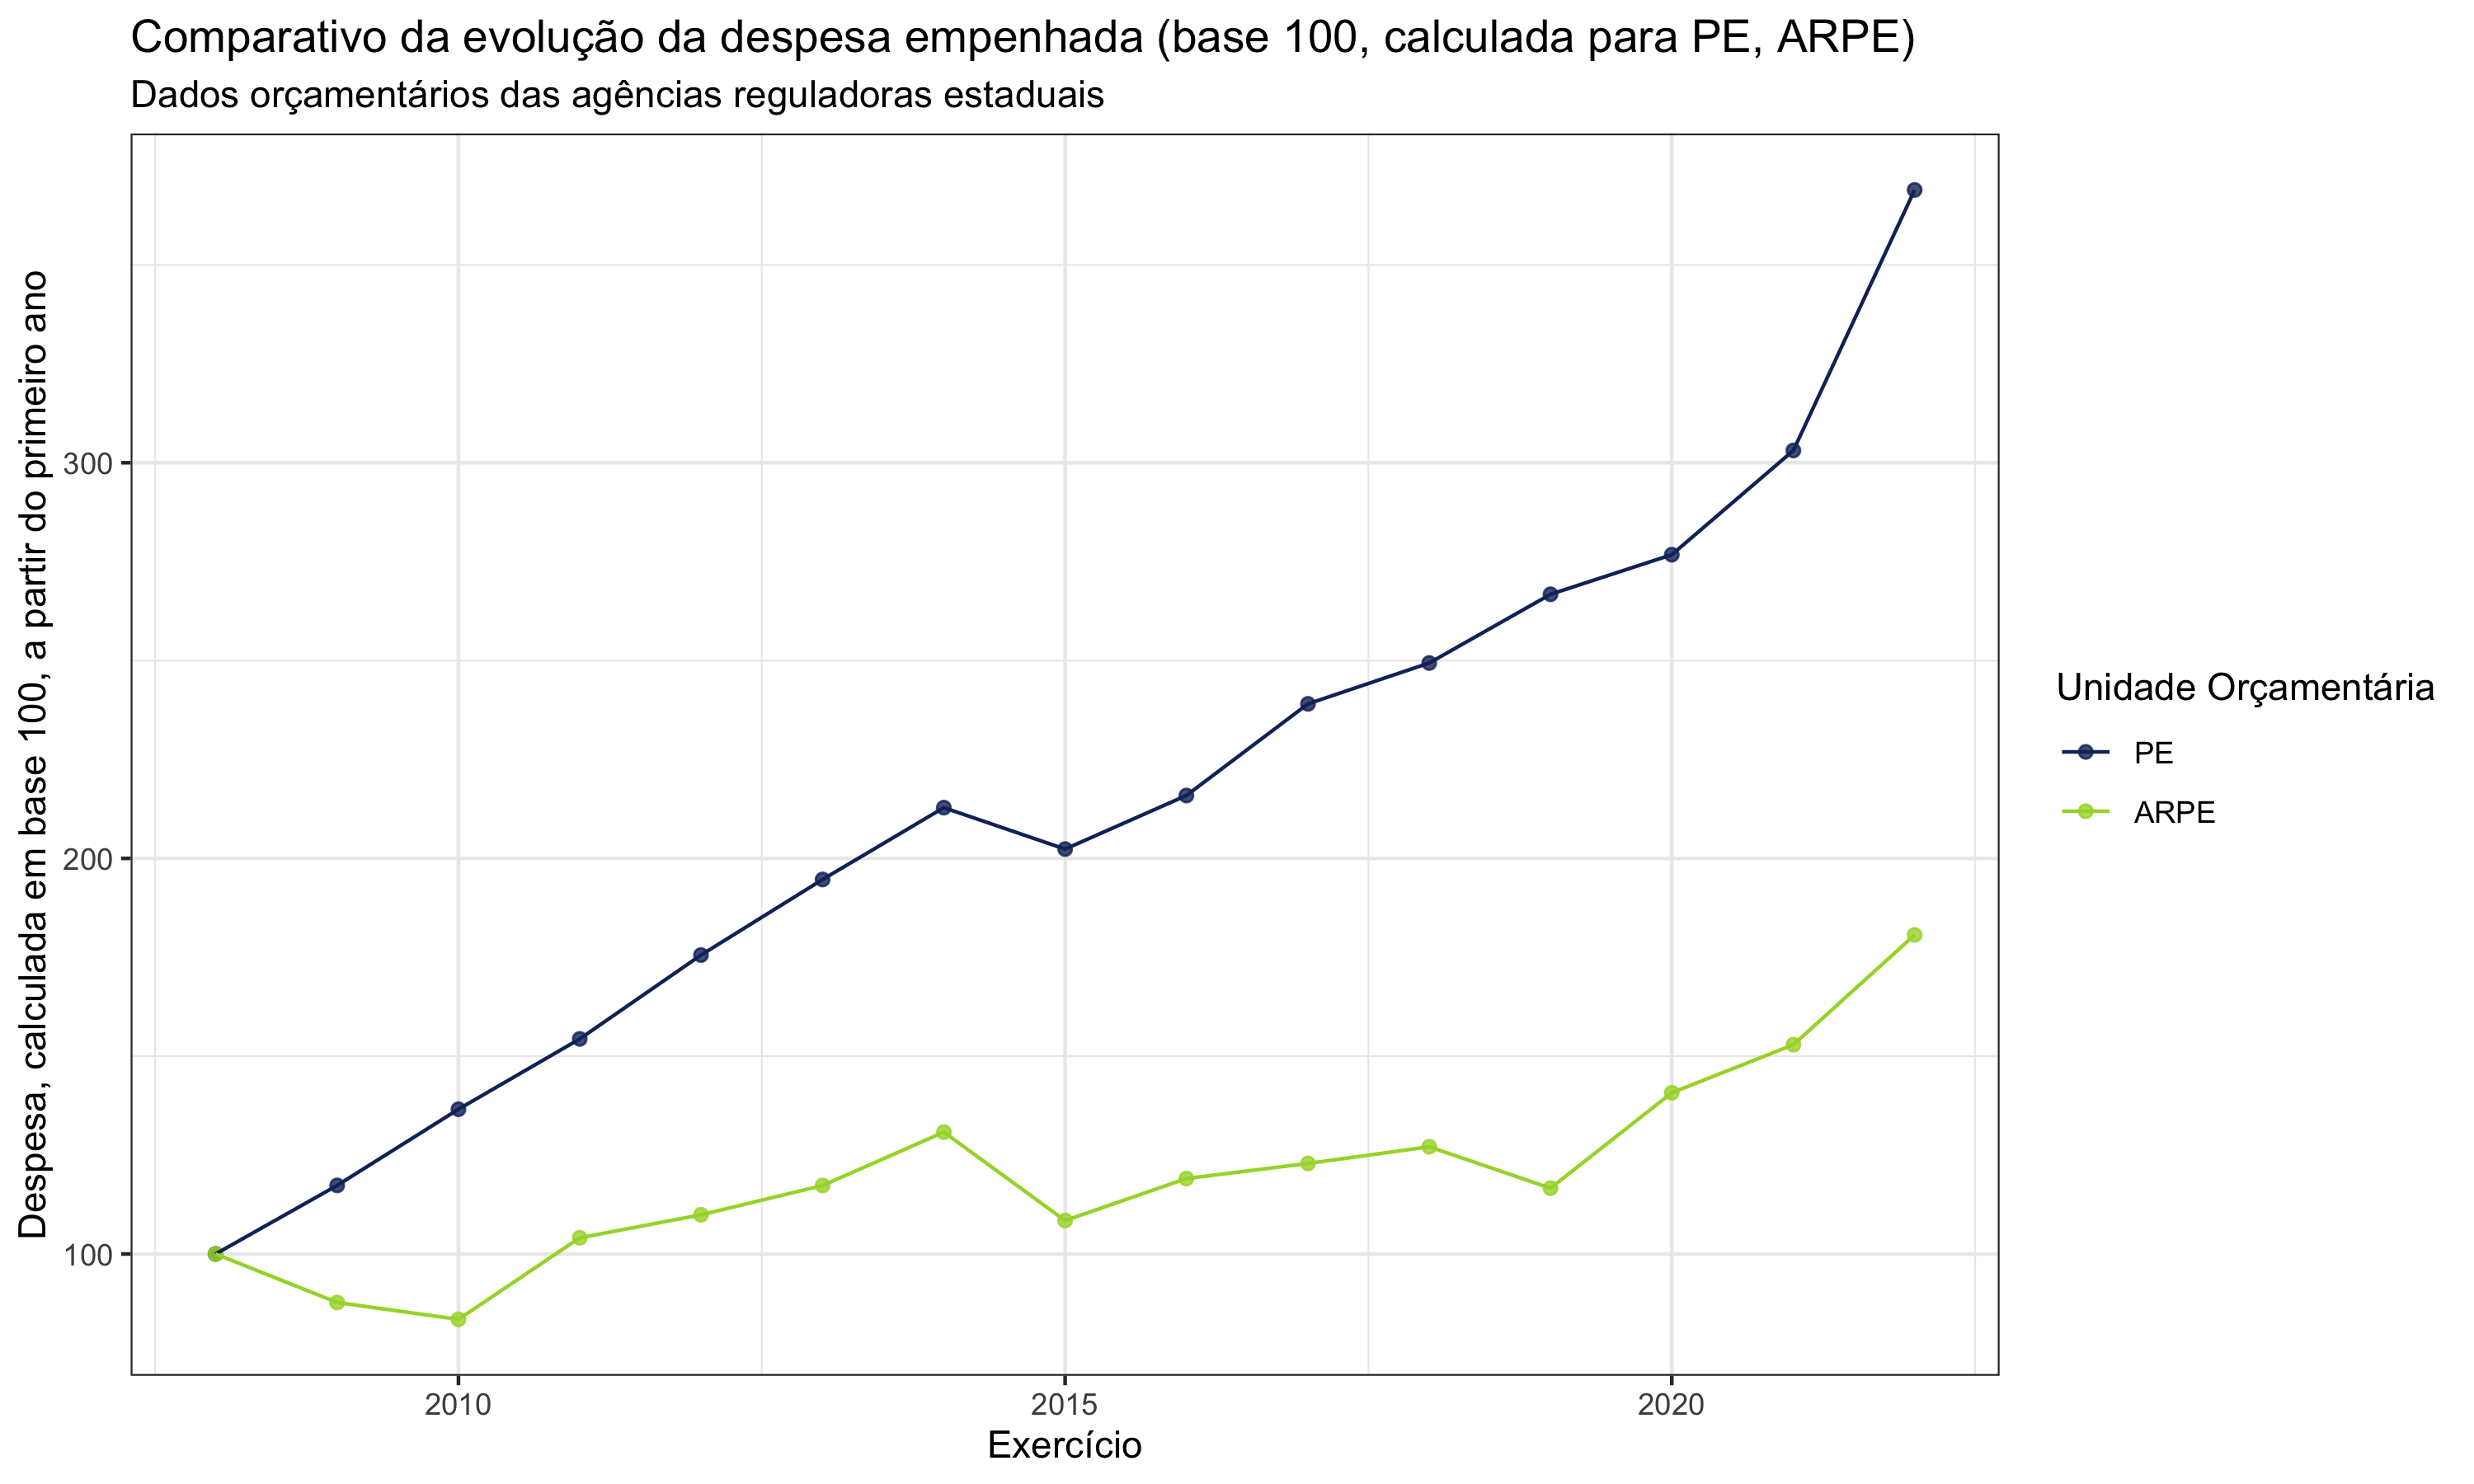 Comparativo da evolução da despesa empenhada (base 100, calculada para PE, ARPE)
Dados orçamentários das agências reguladoras estaduais
Despesa, calculada em base 100, a partir do primeiro ano
300
200
100
2010
2015
2020
Exercício
Unidade Orçamentária
PE
ARPE